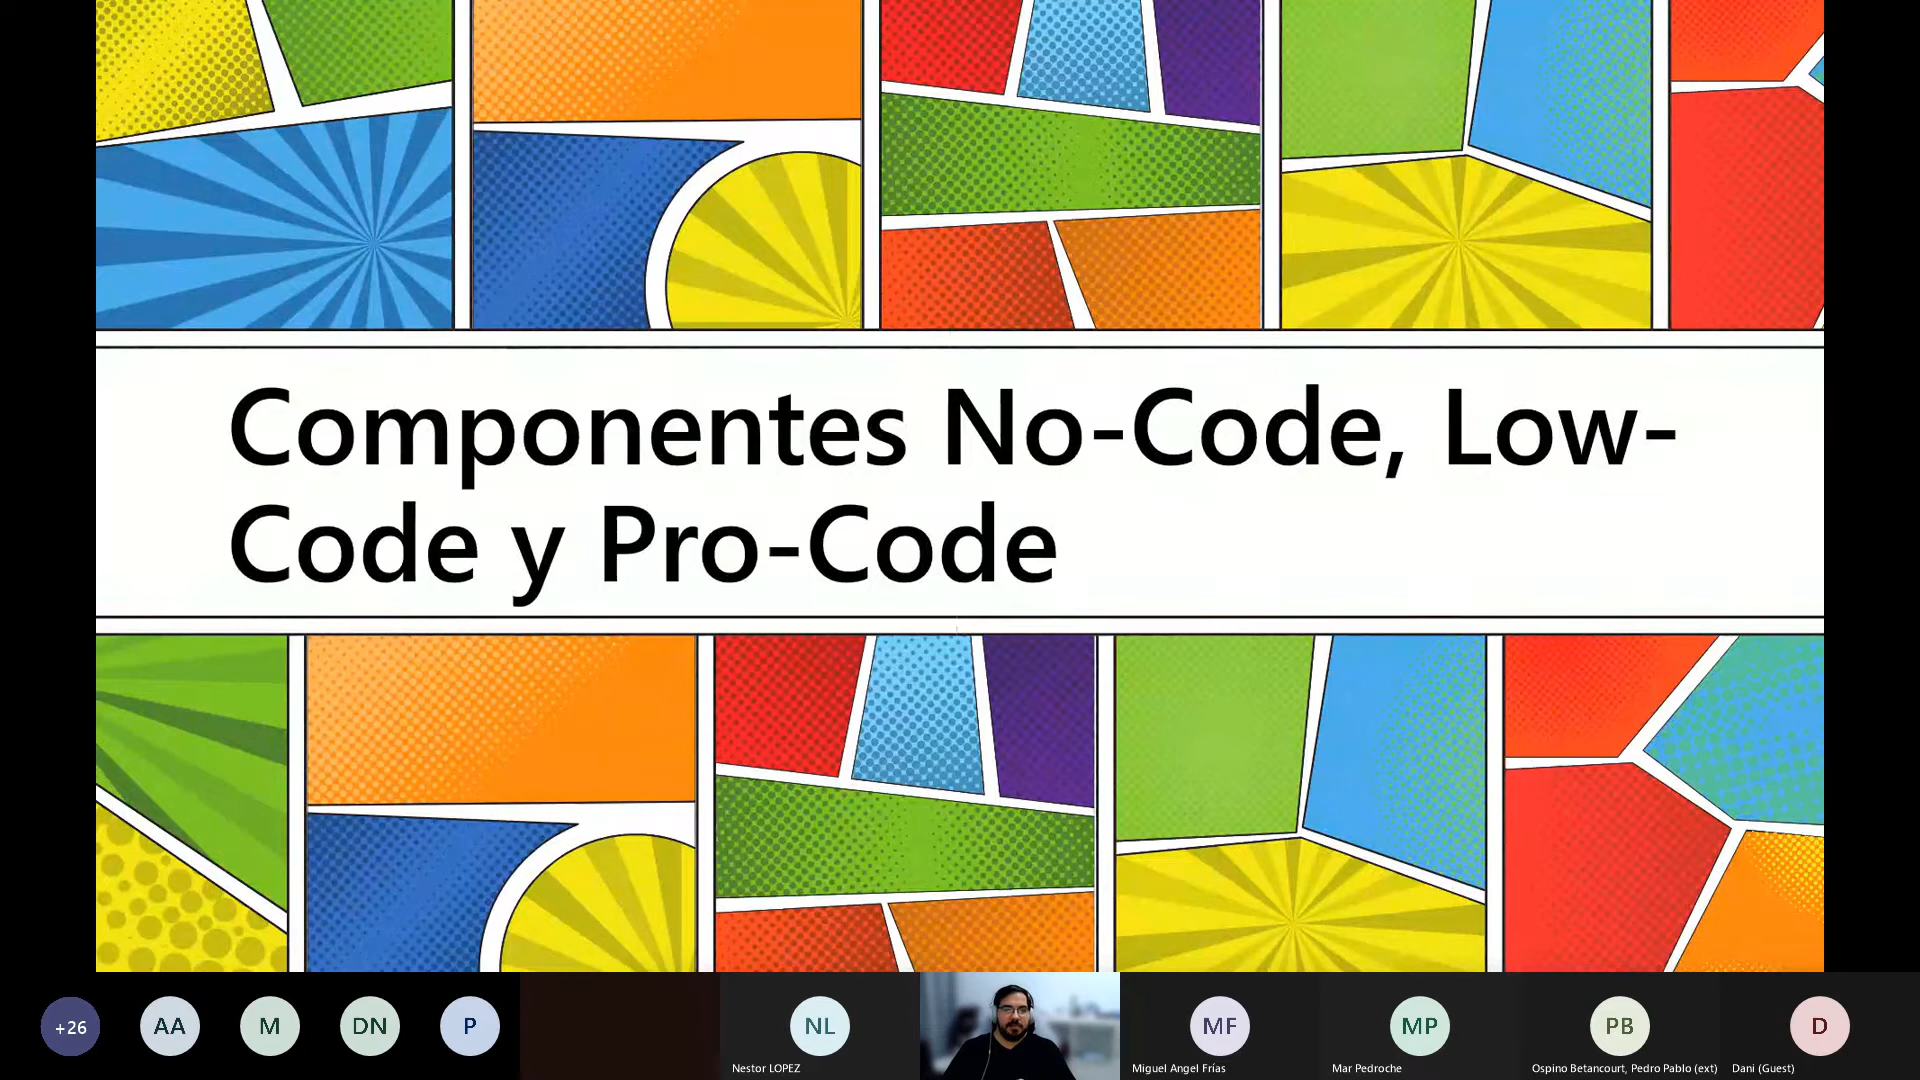 Componentes No-Code, Low-
Code y Pro-Code
+26
AA
M
DN
P
NL
MF
MP
PB
D
Nestor LOPEZ
Miguel Angel Frías
Mar Pedroche
Ospino Betancourt, Pedro Pablo (ext)
Dani (Guest)